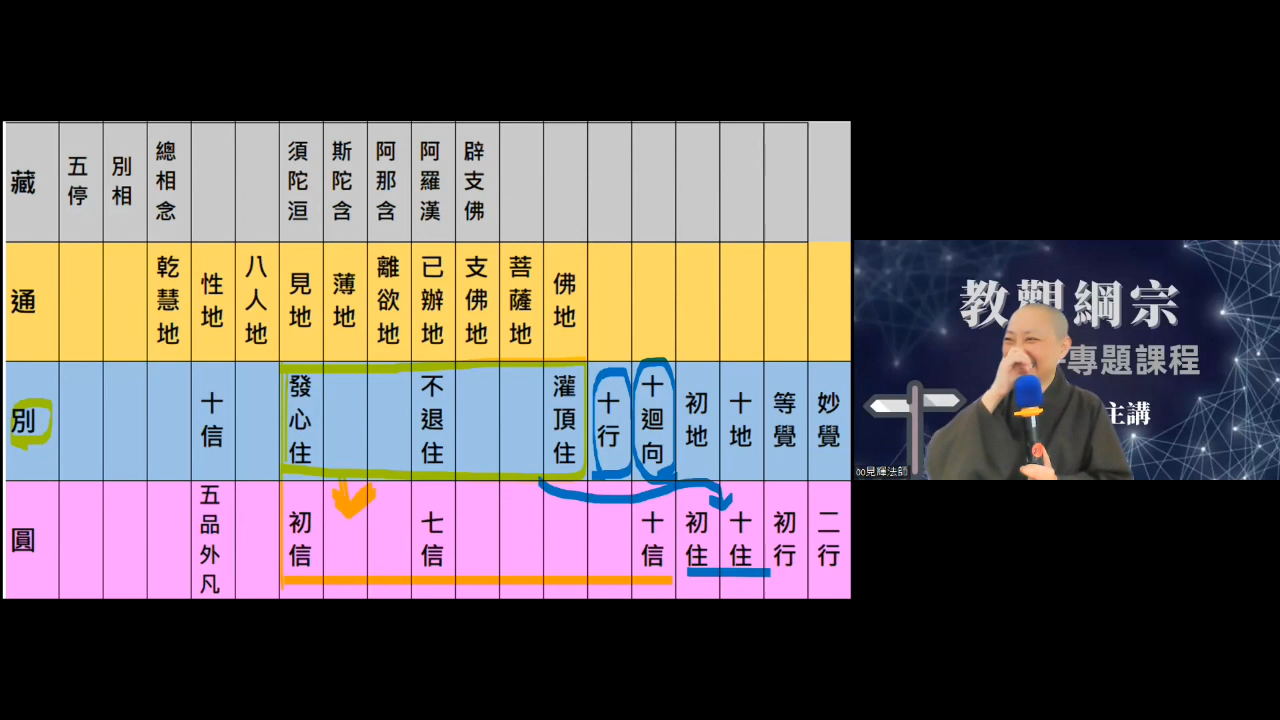 藏 五停 別相 總相念 須陀洹 斯陀含 阿那含 阿羅漢 辟支佛
通 乾慧地 性地 八人地 見地 薄地 離欲地 已辦地 支佛地 菩薩地 佛地
別 十信 發心住 不退住 灌頂住 十行 十迴向 初地 十地 等覺 妙覺
圓 五品外凡 初信 七信 十信 初住 十住 初行 二行
教觀綱宗
專題課程
主講
見輝法師